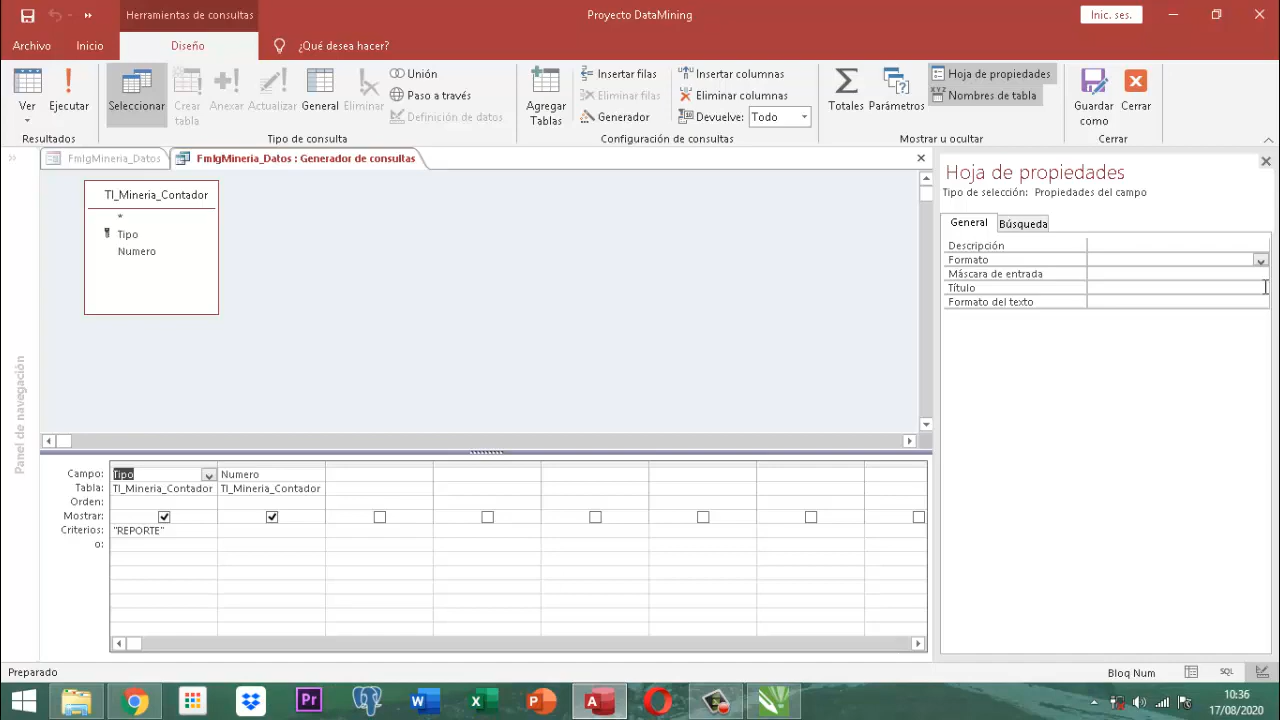 Herramientas de consulta
Proyecto DataMining
Inic. ses.
Archivo
Inicio
Diseño
¿Qué desea hacer?
Ver
Ejecutar
Resultados
Seleccionar
Crear tabla
Anexar
Actualizar
General
Eliminar
Unión
Paso a través
Definición de datos
Tipo de consulta
Agregar Tablas
Insertar filas
Eliminar filas
Generador
Insertar columnas
Eliminar columnas
Devuelve: Todo
Configuración de consultas
Totales
Parámetros
Hoja de propiedades
Nombres de tabla
Mostrar u ocultar
Guardar como
Cerrar
Cerrar
FmIgMineria_Datos
FmIgMineria_Datos : Generador de consultas
Tl_Mineria_Contador
*
Tipo
Numero
Panel de navegación
Campo: Tipo Numero
Tabla: Tl_Mineria_Contador Tl_Mineria_Contador
Orden:
Mostrar:
Criterios: "REPORTE"
o:
Hoja de propiedades
Tipo de selección: Propiedades del campo
General
Búsqueda
Descripción
Formato
Máscara de entrada
Título
Formato del texto
Preparado
Bloq Num
SQL
Pr
10:36
17/08/2020